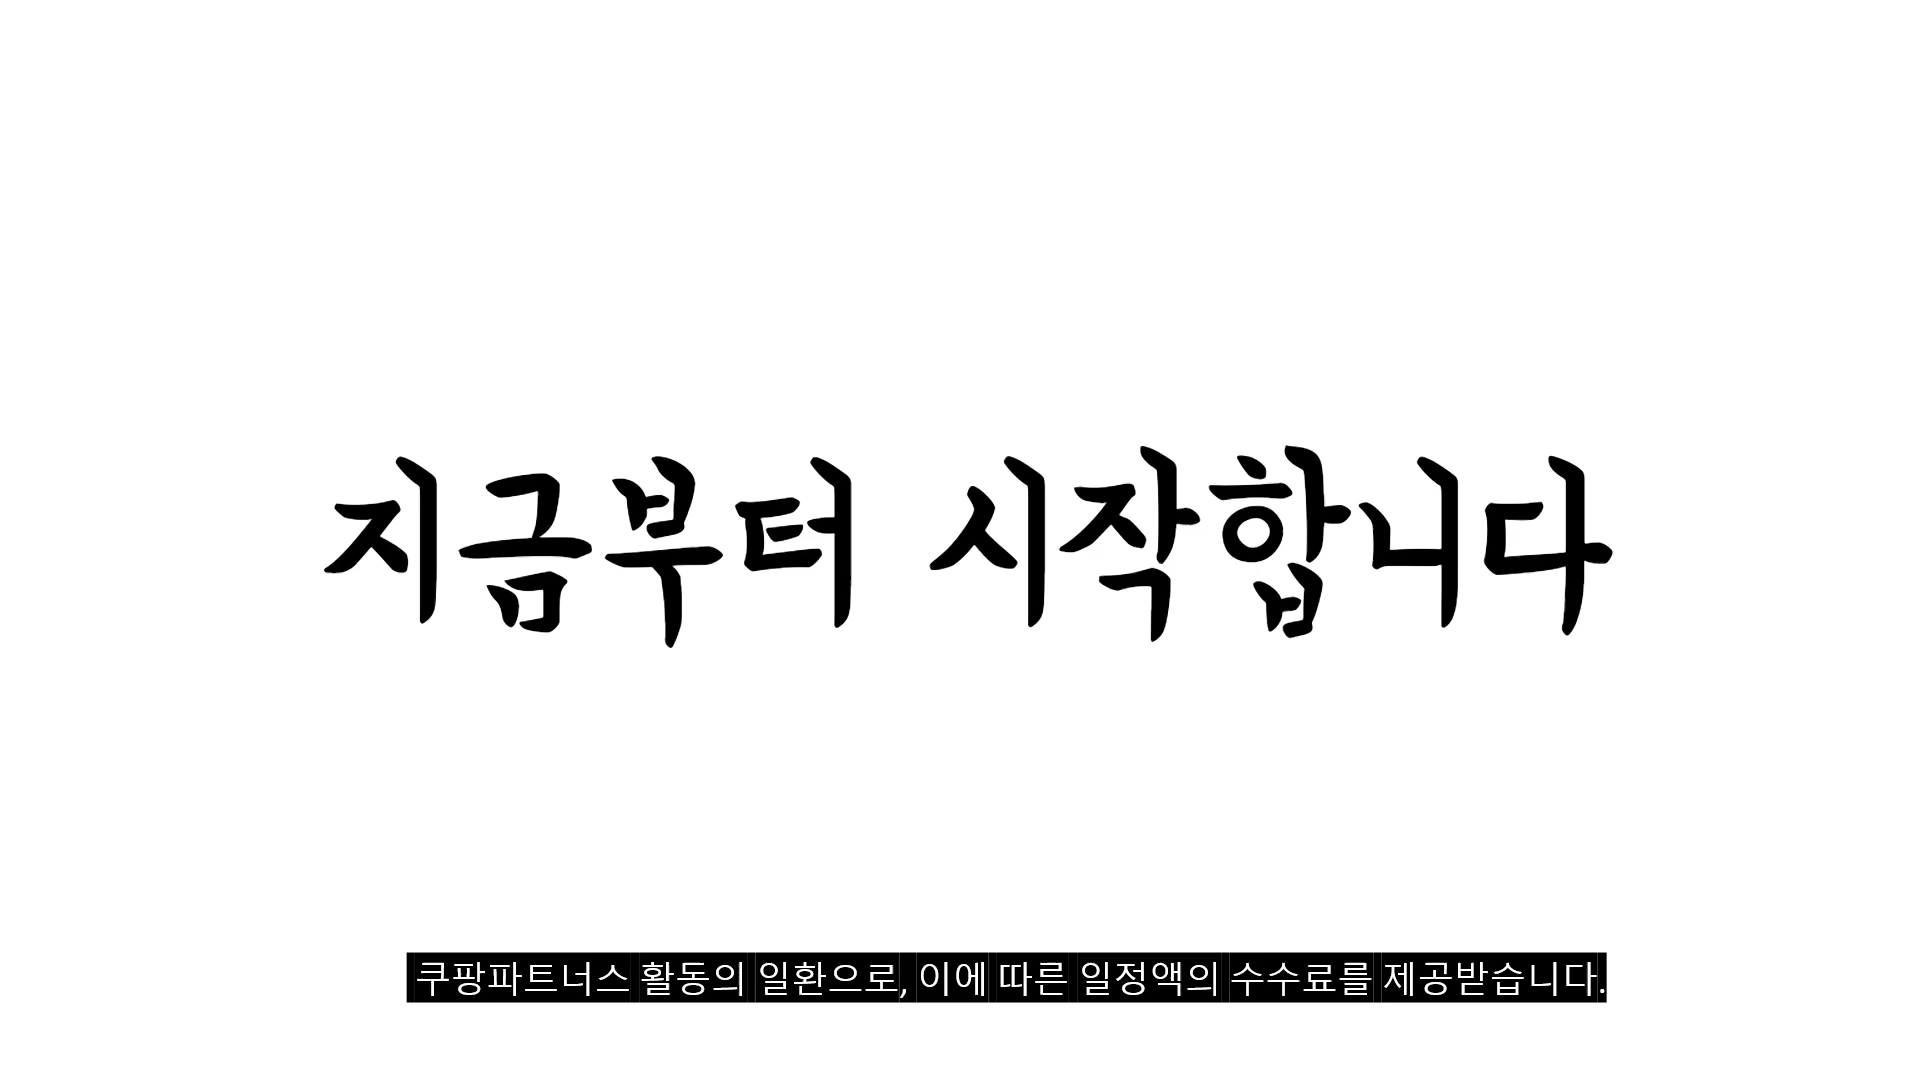 지금부터 시작합니다
쿠팡파트너스 활동의 일환으로, 이에 따른 일정액의 수수료를 제공받습니다.